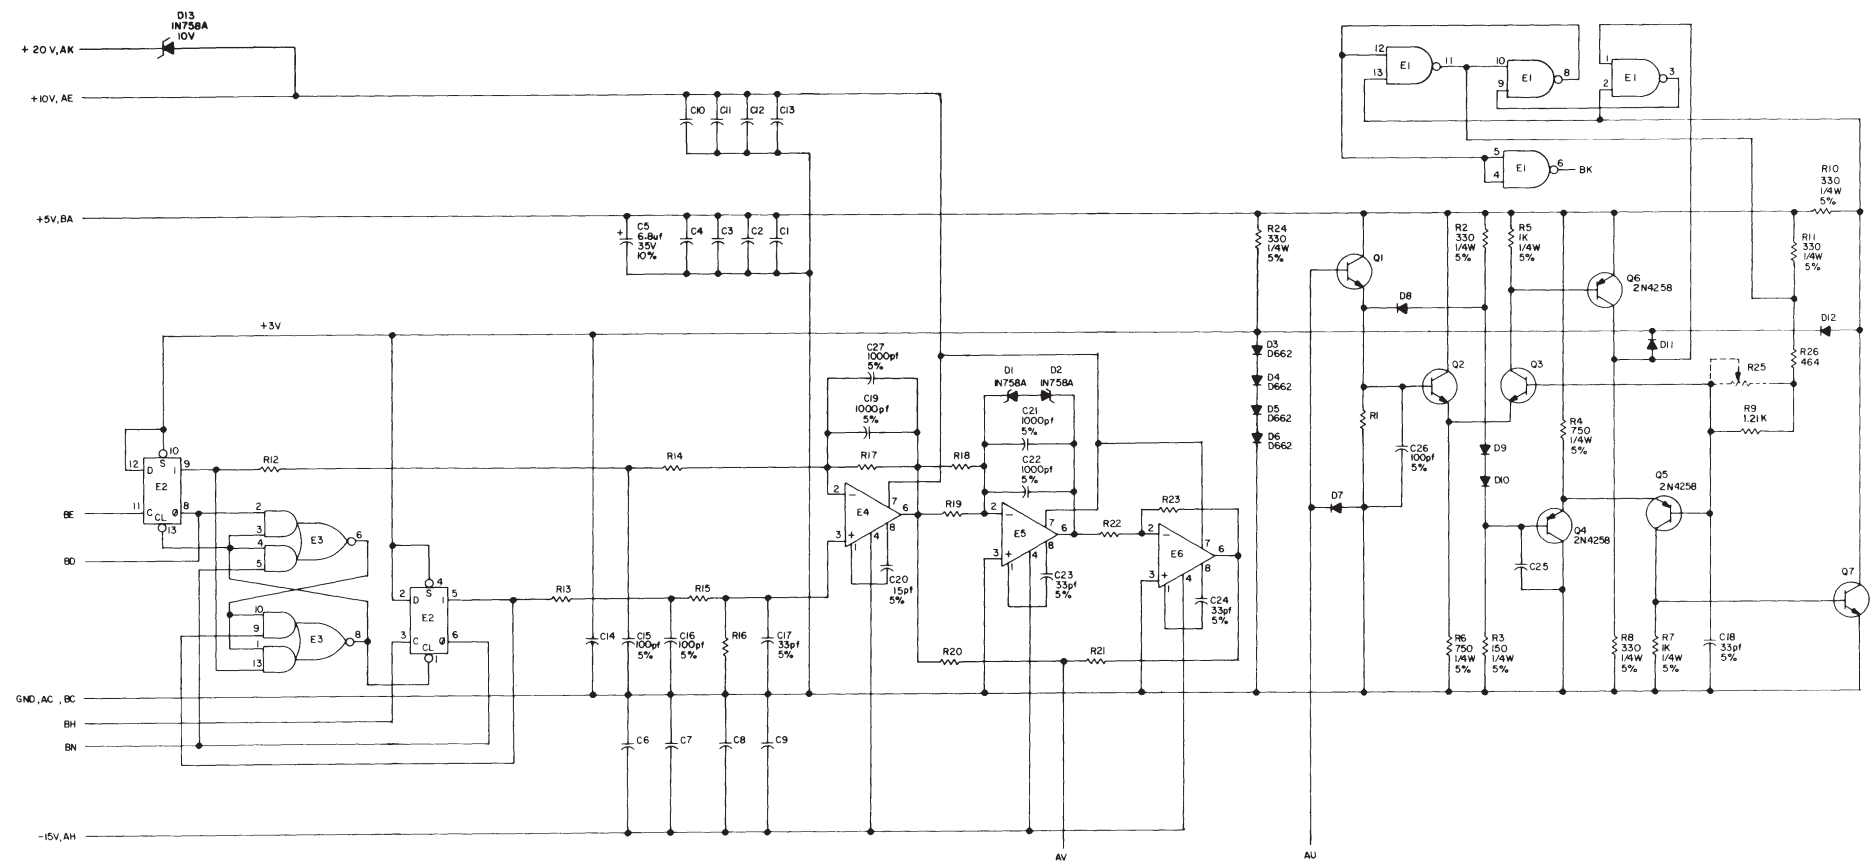 D13
IN758A
10V
+ 20V, AK
+10V, AE
C10
C11
C12
C13
+5V, BA
+
C5
6.8uf
35V
10%
C4
C3
C2
C1
+3V
12
D
S
10
1
9
E2
11
C
CL
0
8
13
BE
BD
R12
2
3
4
5
E3
6
10
9
1
13
E3
8
2
D
S
4
1
5
E2
3
C
CL
0
6
1
R13
R14
R15
R16
C14
C15
100pf
5%
C16
100pf
5%
C17
33pf
5%
GND, AC , BC
BH
BN
C6
C7
C8
C9
-15V, AH
C27
1000pf
5%
C19
1000pf
5%
R17
R18
R19
2
3
-
+
E4
7
6
8
4
1
C20
15pf
5%
D1
IN758A
D2
IN758A
C21
1000pf
5%
C22
1000pf
5%
2
3
-
+
E5
7
6
8
4
1
C23
33pf
5%
R22
R23
2
3
-
+
E6
7
6
8
4
1
C24
33pf
5%
R20
R21
AV
AU
12
13
E1
11
10
9
E1
8
1
2
E1
3
5
4
E1
6
BK
R10
330
1/4W
5%
R24
330
1/4W
5%
Q1
R2
330
1/4W
5%
R5
1K
1/4W
5%
Q6
2N4258
R11
330
1/4W
5%
D8
D12
D11
D3
D662
D4
D662
D5
D662
D6
D662
Q2
Q3
R25
R26
464
R9
1.21K
R1
C26
100pf
5%
R4
750
1/4W
5%
D9
D10
D7
Q5
2N4258
Q4
2N4258
C25
Q7
R6
750
1/4W
5%
R3
150
1/4W
5%
R8
330
1/4W
5%
R7
1K
1/4W
5%
C18
33pf
5%